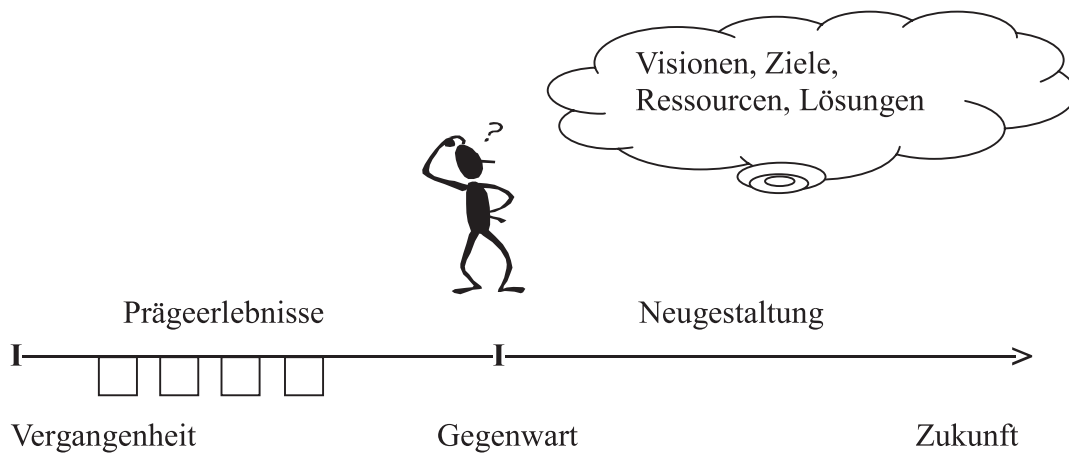 Visionen, Ziele,
Ressourcen, Lösungen
?
Prägeerlebnisse
Neugestaltung
Vergangenheit
Gegenwart
Zukunft